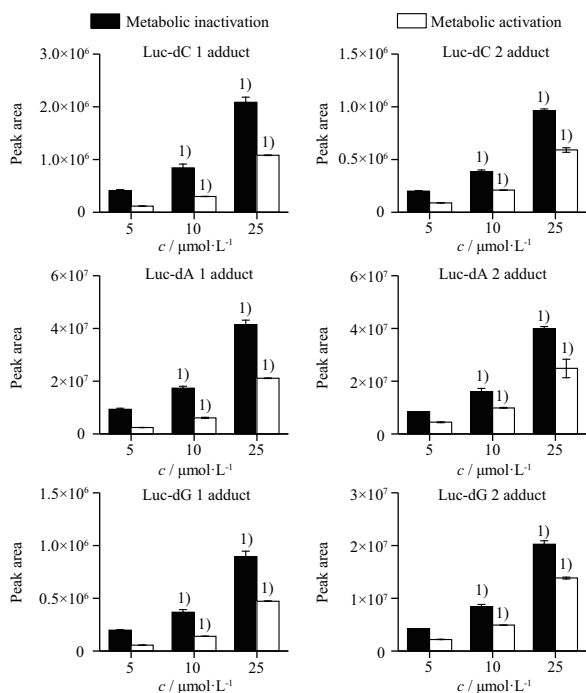 Metabolic inactivation Metabolic activation
Luc-dC 1 adduct
3.0×10⁶
2.0×10⁶
1.0×10⁶
0
Peak area
1)
1)
1)
1)
5 10 25
c / μmol·L⁻¹
Luc-dC 2 adduct
1.0×10⁶
0.5×10⁶
0
Peak area
1)
1)
1)
1)
5 10 25
c / μmol·L⁻¹
Luc-dA 1 adduct
6×10⁷
4×10⁷
2×10⁷
0
Peak area
1)
1)
1)
1)
5 10 25
c / μmol·L⁻¹
Luc-dA 2 adduct
6×10⁷
4×10⁷
2×10⁷
0
Peak area
1)
1)
1)
1)
5 10 25
c / μmol·L⁻¹
Luc-dG 1 adduct
1.5×10⁶
1.0×10⁶
0.5×10⁶
0
Peak area
1)
1)
1)
1)
5 10 25
c / μmol·L⁻¹
Luc-dG 2 adduct
3×10⁷
2×10⁷
1×10⁷
0
Peak area
1)
1)
1)
1)
5 10 25
c / μmol·L⁻¹